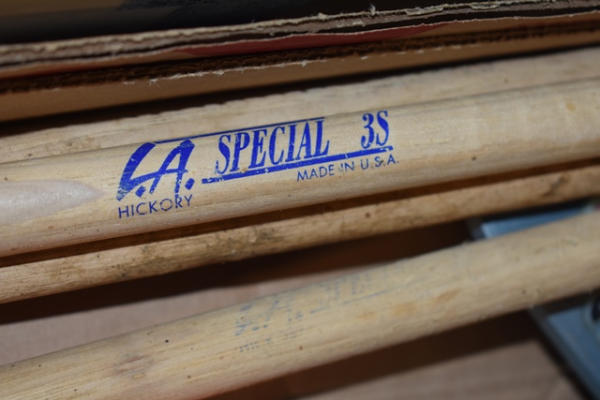 L.A. SPECIAL 3S
HICKORY MADE IN U.S.A.